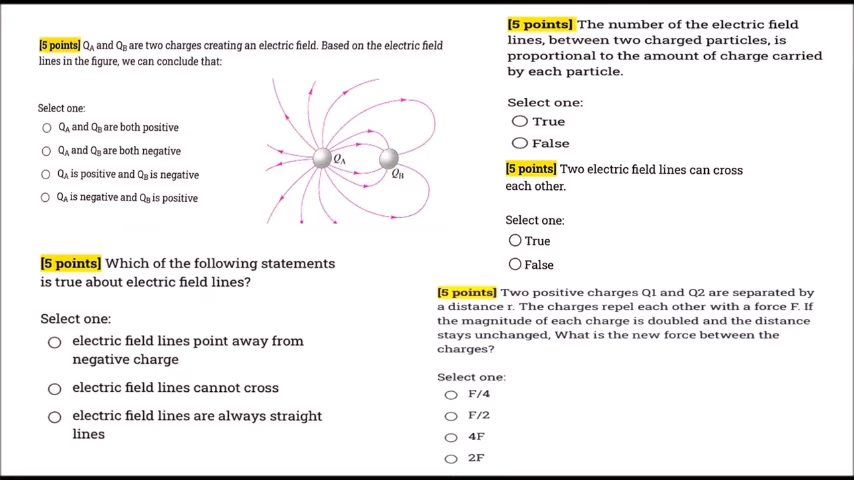 [5 points] QA and QB are two charges creating an electric field. Based on the electric field
lines in the figure, we can conclude that:
Select one:
QA and QB are both positive
QA and QB are both negative
QA is positive and QB is negative
QA is negative and QB is positive
QA
QB
[5 points] Which of the following statements
is true about electric field lines?
Select one:
electric field lines point away from
negative charge
electric field lines cannot cross
electric field lines are always straight
lines
[5 points] The number of the electric field
lines, between two charged particles, is
proportional to the amount of charge carried
by each particle.
Select one:
True
False
[5 points] Two electric field lines can cross
each other.
Select one:
True
False
[5 points] Two positive charges Q1 and Q2 are separated by
a distance r. The charges repel each other with a force F. If
the magnitude of each charge is doubled and the distance
stays unchanged, What is the new force between the
charges?
Select one:
F/4
F/2
4F
2F